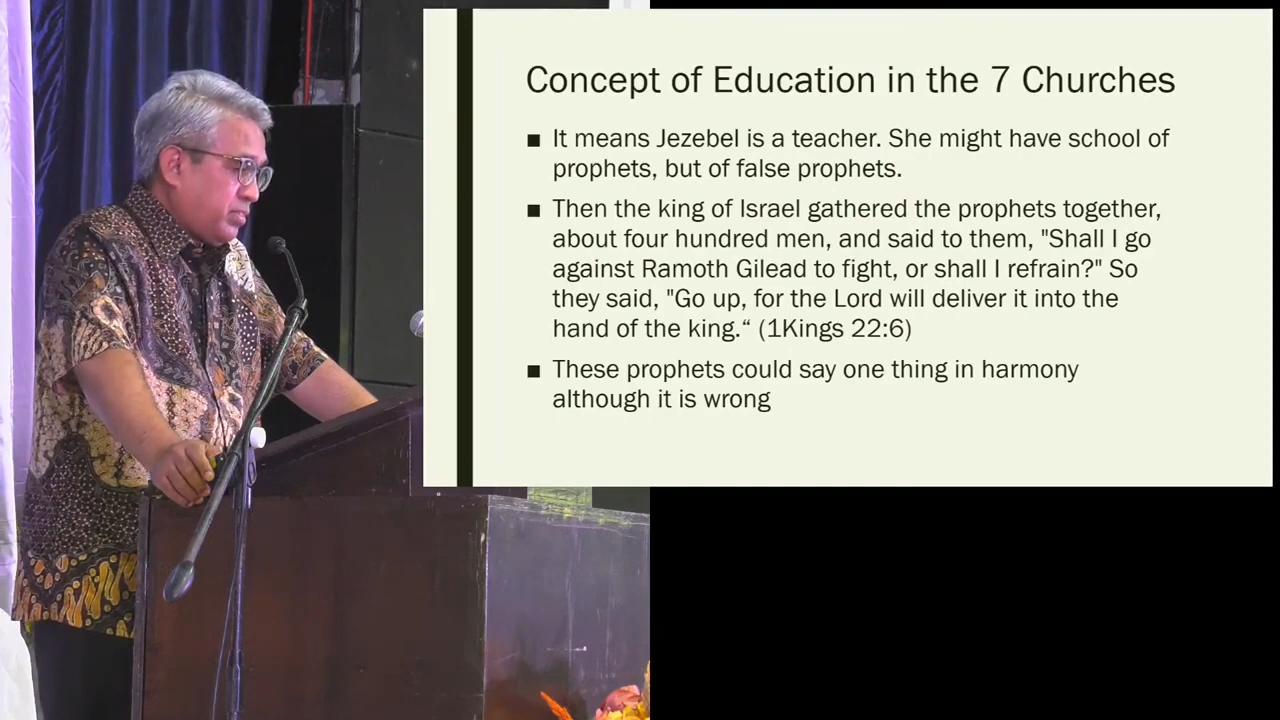 Concept of Education in the 7 Churches
■ It means Jezebel is a teacher. She might have school of
prophets, but of false prophets.
■ Then the king of Israel gathered the prophets together,
about four hundred men, and said to them, "Shall I go
against Ramoth Gilead to fight, or shall I refrain?" So
they said, "Go up, for the Lord will deliver it into the
hand of the king.“ (1Kings 22:6)
■ These prophets could say one thing in harmony
although it is wrong